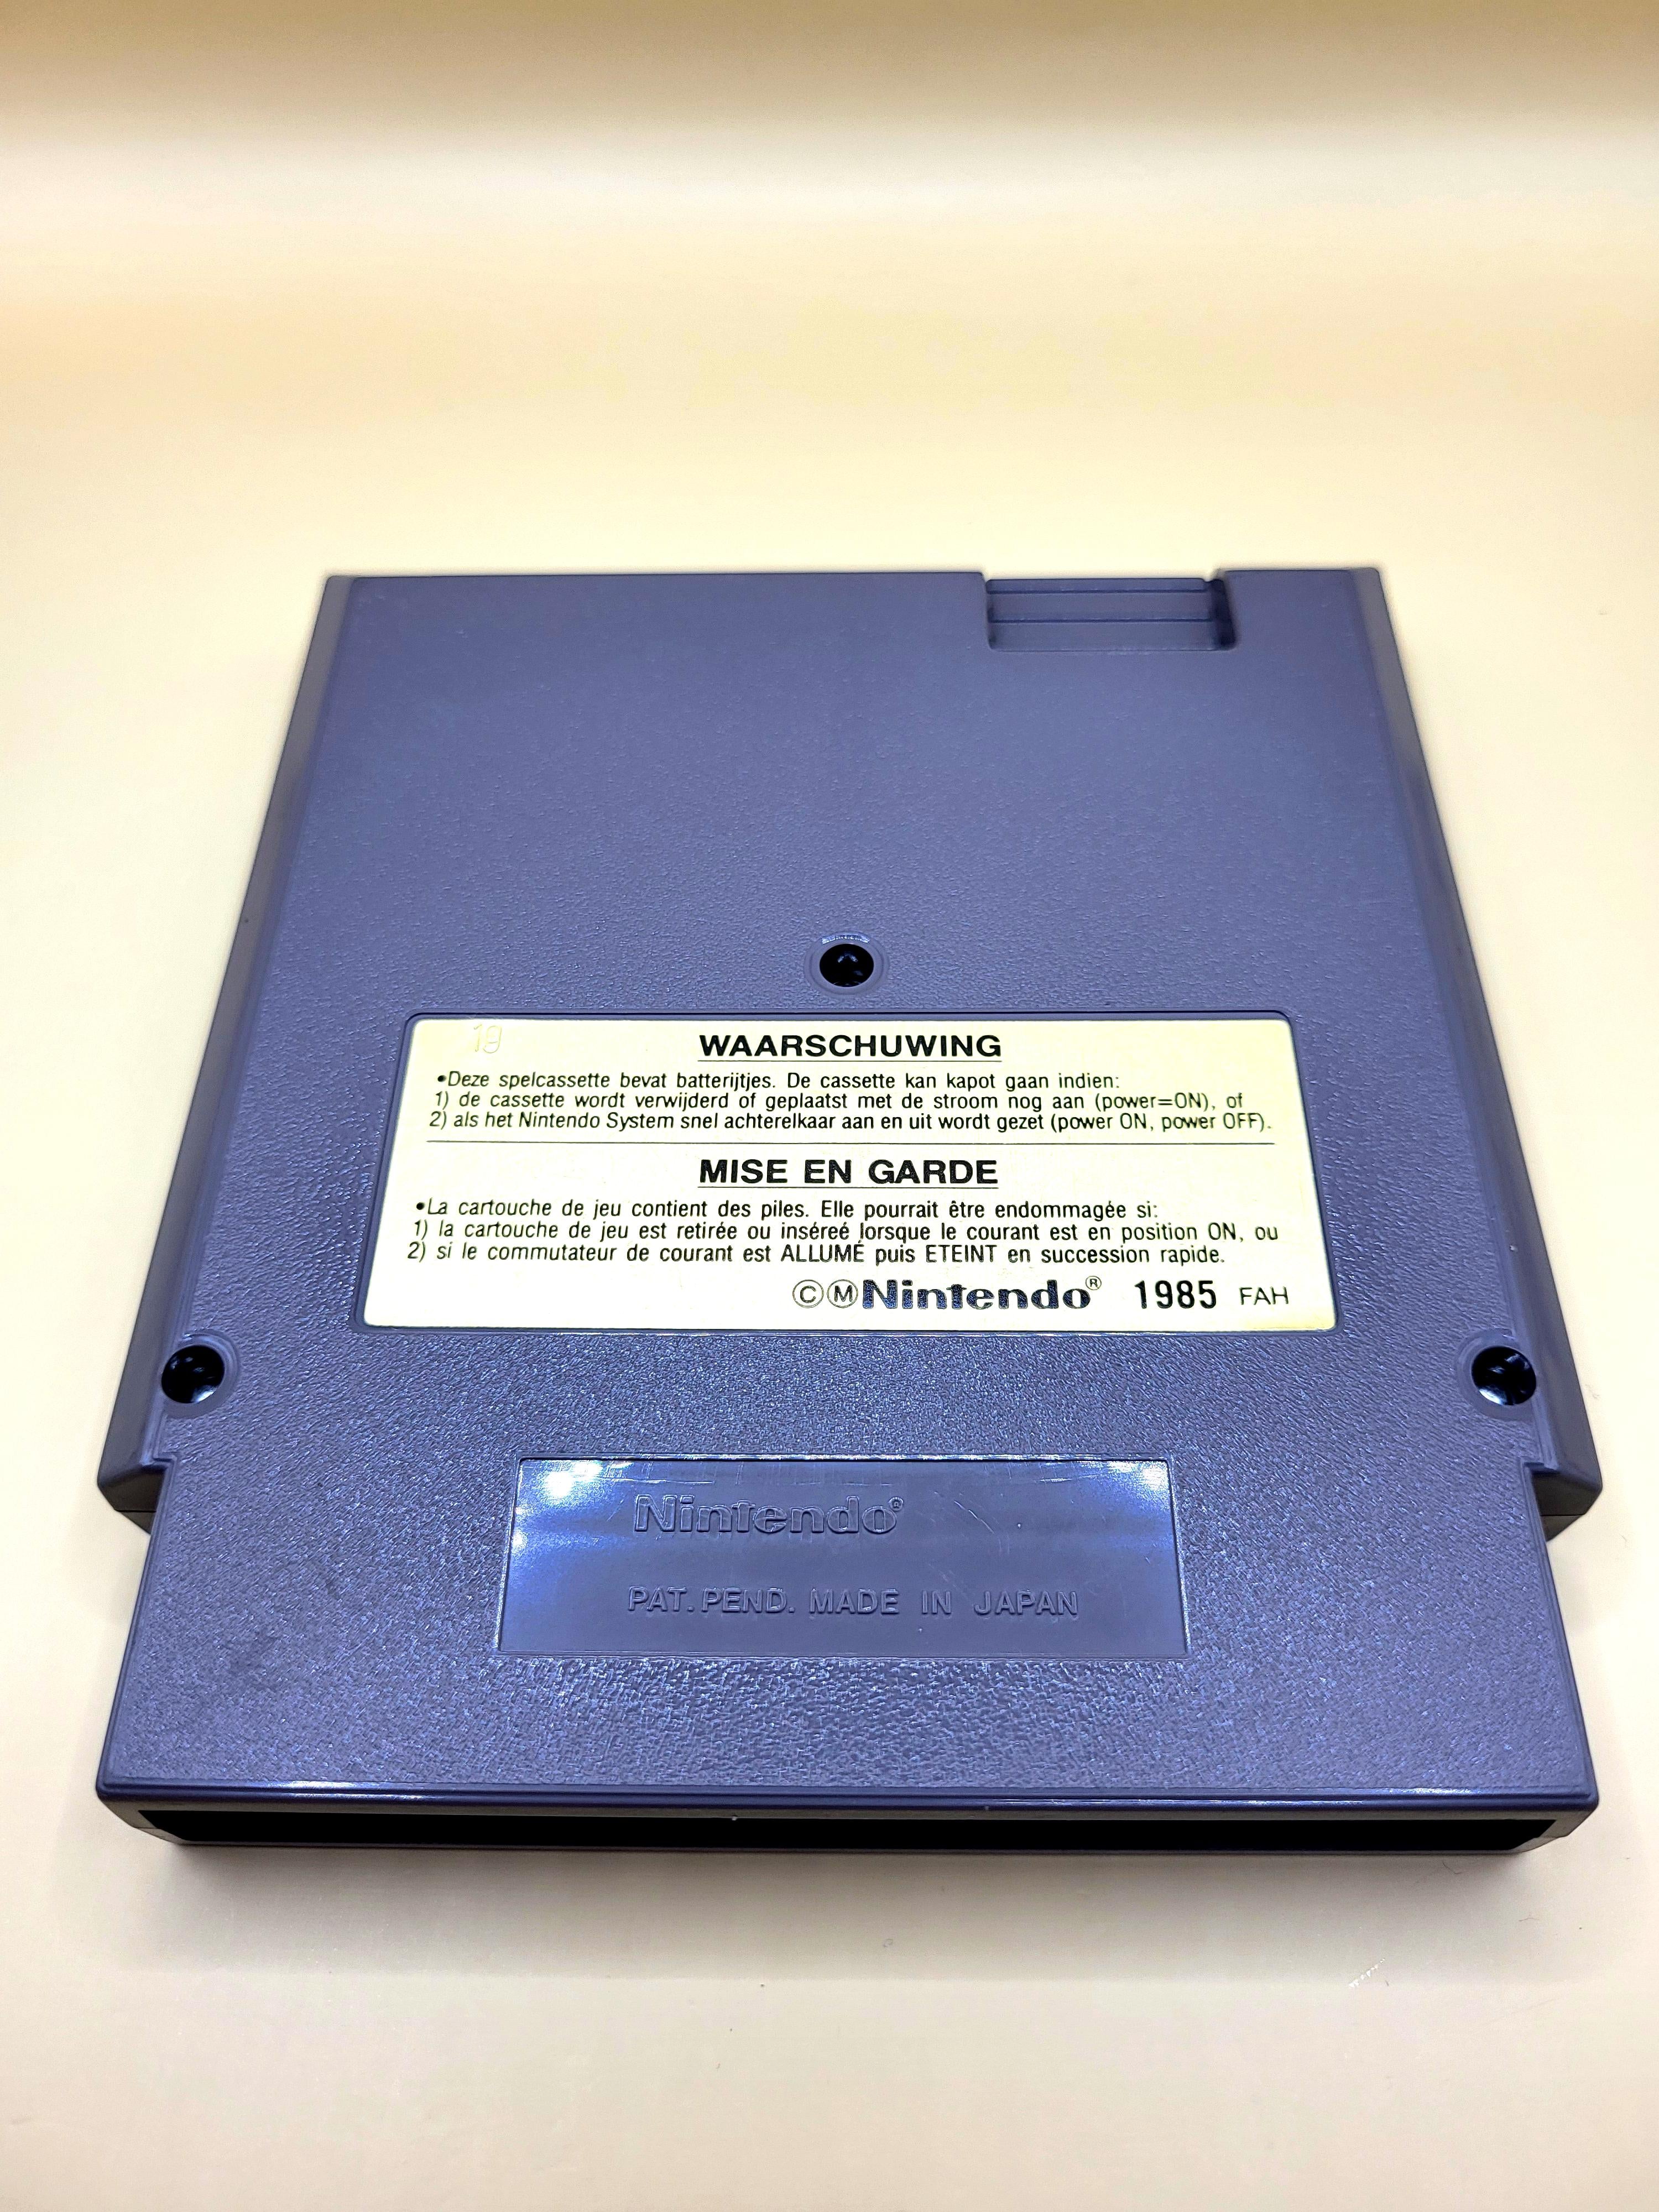 19
WAARSCHUWING
•Deze spelcassette bevat batterijtjes. De cassette kan kapot gaan indien:
1) de cassette wordt verwijderd of geplaatst met de stroom nog aan (power=ON), of
2) als het Nintendo System snel achterelkaar aan en uit wordt gezet (power ON, power OFF).
MISE EN GARDE
•La cartouche de jeu contient des piles. Elle pourrait être endommagée si:
1) la cartouche de jeu est retirée ou inséreé lorsque le courant est en position ON, ou
2) si le commutateur de courant est ALLUMÉ puis ETEINT en succession rapide.
©Ⓜ Nintendo® 1985 FAH
Nintendo®
PAT. PEND. MADE IN JAPAN